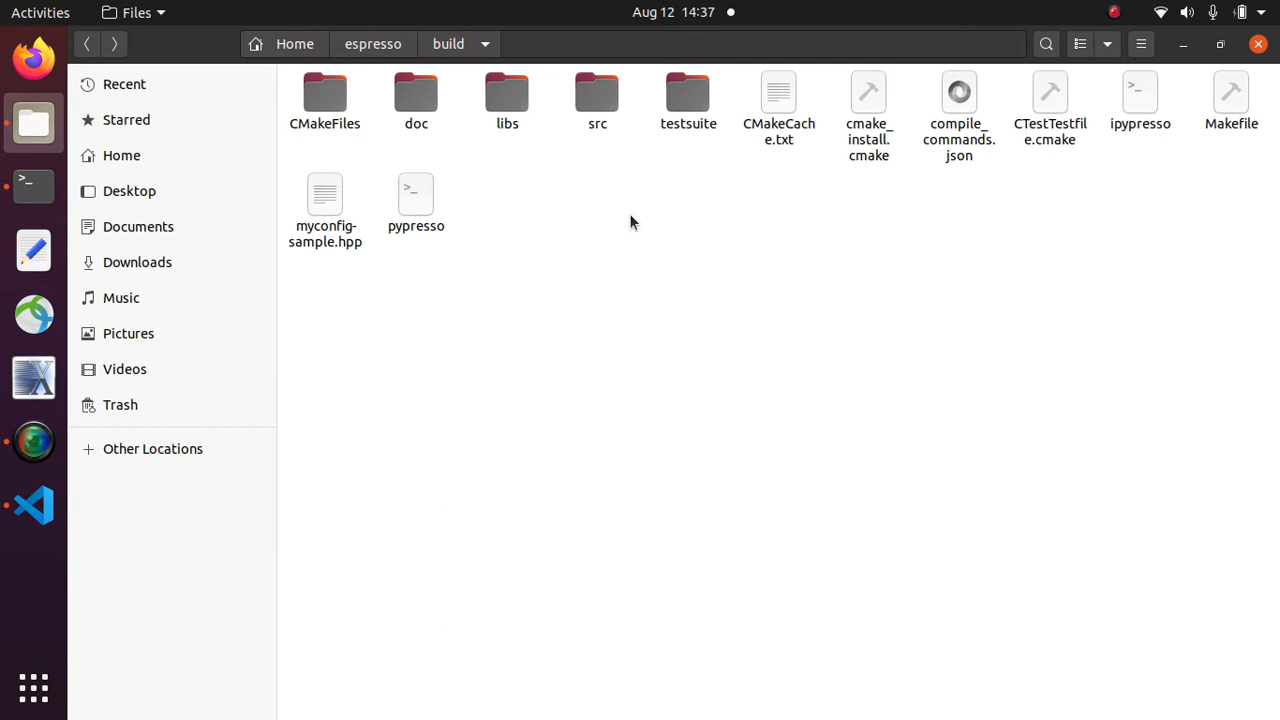 Activities
Files
Aug 12 14:37
Home
espresso
build
Recent
Starred
Home
Desktop
Documents
Downloads
Music
Pictures
Videos
Trash
Other Locations
CMakeFiles
doc
libs
src
testsuite
CMakeCach
e.txt
cmake_
install.
cmake
compile_
commands.
json
CTestTestfil
e.cmake
ipypresso
Makefile
myconfig-
sample.hpp
pypresso